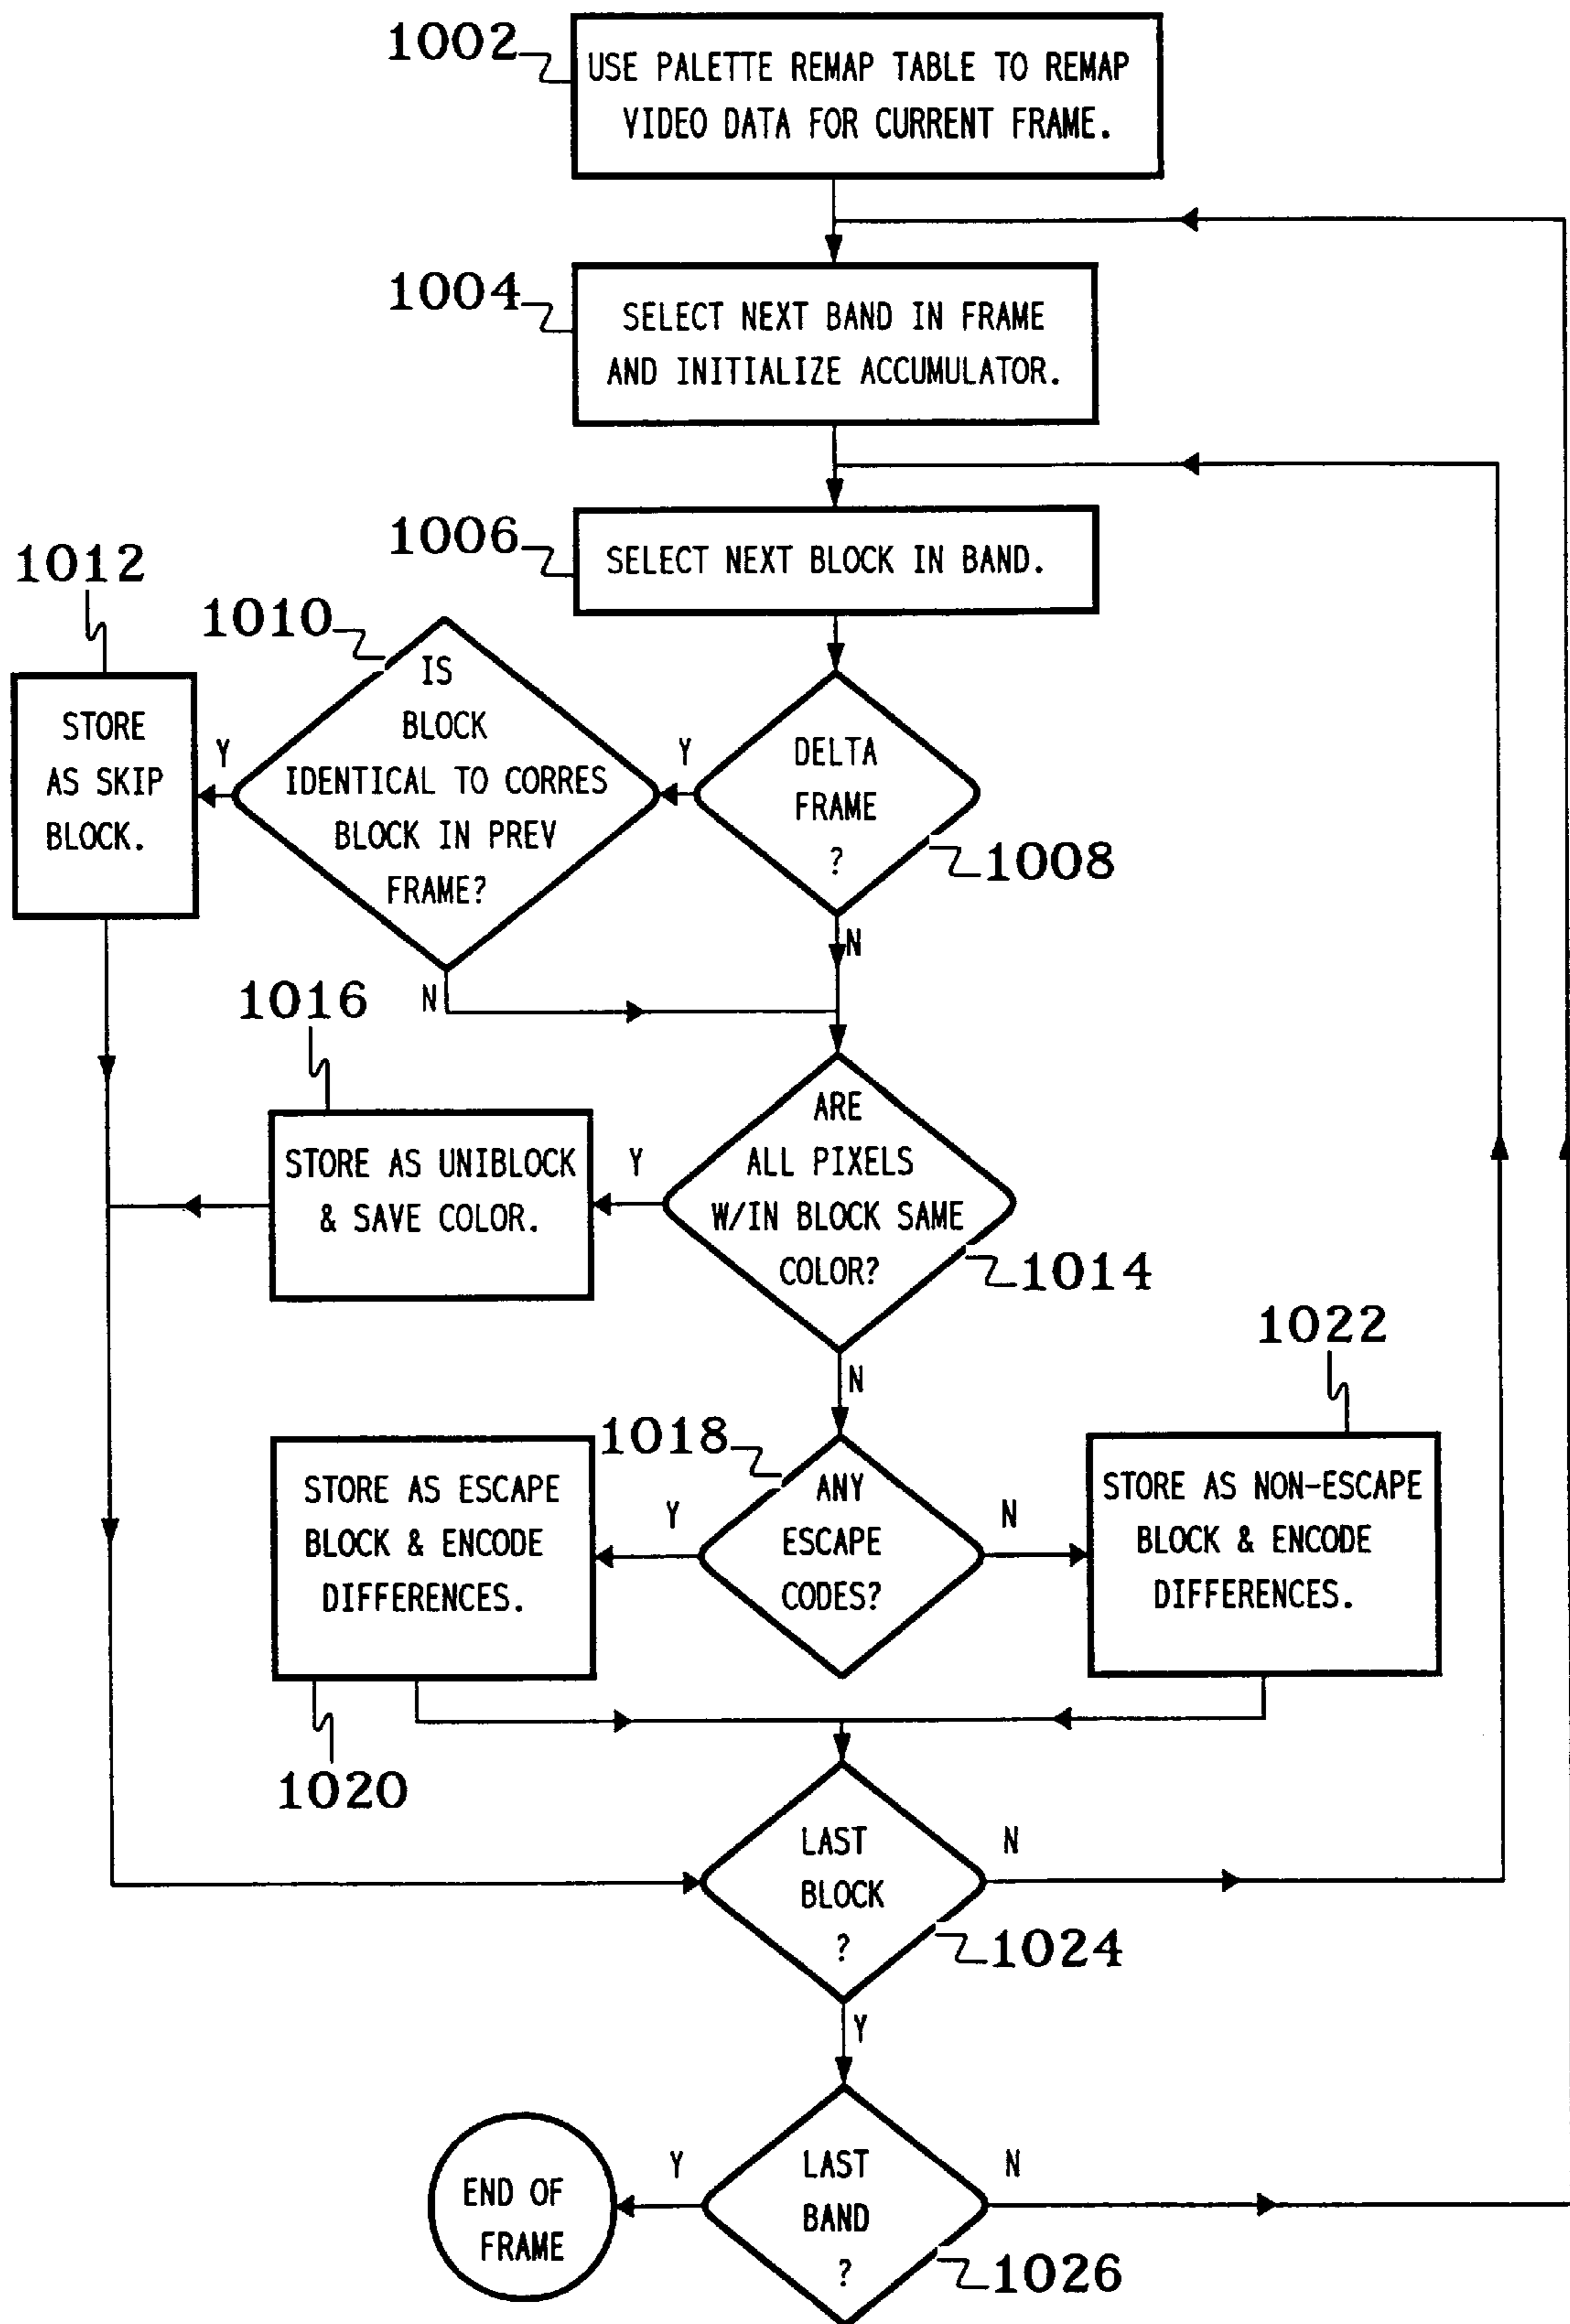 1002
USE PALETTE REMAP TABLE TO REMAP
VIDEO DATA FOR CURRENT FRAME.
1004
SELECT NEXT BAND IN FRAME
AND INITIALIZE ACCUMULATOR.
1006
SELECT NEXT BLOCK IN BAND.
1012
STORE
AS SKIP
BLOCK.
1010
IS
BLOCK
IDENTICAL TO CORRES
BLOCK IN PREV
FRAME?
Y
N
DELTA
FRAME
?
1008
Y
N
ARE
ALL PIXELS
W/IN BLOCK SAME
COLOR?
1014
Y
N
1016
STORE AS UNIBLOCK
& SAVE COLOR.
1018
ANY
ESCAPE
CODES?
Y
N
STORE AS ESCAPE
BLOCK & ENCODE
DIFFERENCES.
1020
1022
STORE AS NON-ESCAPE
BLOCK & ENCODE
DIFFERENCES.
LAST
BLOCK
?
1024
N
Y
LAST
BAND
?
1026
Y
N
END OF
FRAME